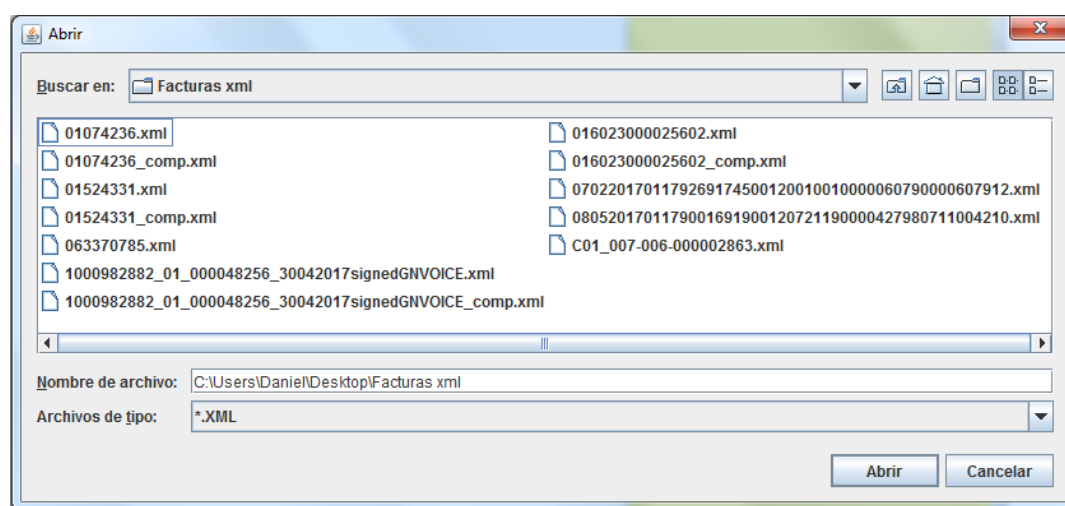 Abrir
Buscar en: Facturas xml
01074236.xml
01074236_comp.xml
01524331.xml
01524331_comp.xml
063370785.xml
1000982882_01_000048256_30042017signedGNVOICE.xml
1000982882_01_000048256_30042017signedGNVOICE_comp.xml
016023000025602.xml
016023000025602_comp.xml
0702201701179269174500120010010000060790000607912.xml
0805201701179001691900120721190000427980711004210.xml
C01_007-006-000002863.xml
Nombre de archivo: C:\Users\Daniel\Desktop\Facturas xml
Archivos de tipo: *.XML
Abrir Cancelar